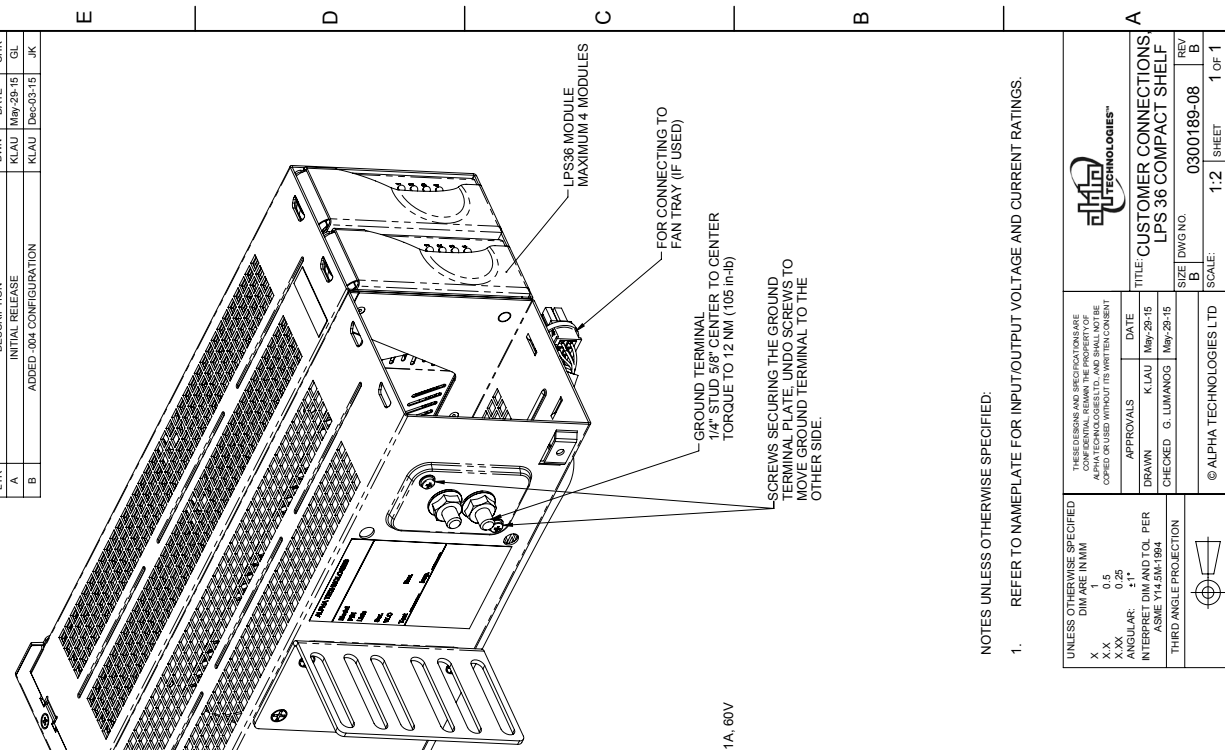 E
D
C
B
A
LTR DESCRIPTION DWN DATE CHK
A INITIAL RELEASE KLAU May-29-15 GL
B ADDED -004 CONFIGURATION KLAU Dec-03-15 JK
LPS36 MODULE
MAXIMUM 4 MODULES
FOR CONNECTING TO
FAN TRAY (IF USED)
GROUND TERMINAL
1/4" STUD 5/8" CENTER TO CENTER
TORQUE TO 12 NM (105 in-lb)
SCREWS SECURING THE GROUND
TERMINAL PLATE, UNDO SCREWS TO
MOVE GROUND TERMINAL TO THE
OTHER SIDE.
1A, 60V
NOTES UNLESS OTHERWISE SPECIFIED:
1. REFER TO NAMEPLATE FOR INPUT/OUTPUT VOLTAGE AND CURRENT RATINGS.
UNLESS OTHERWISE SPECIFIED
DIM ARE IN MM
X 1
X.X 0.5
X.XX 0.25
ANGULAR: ±1°
INTERPRET DIM AND TOL PER
ASME Y14.5M-1994
THIRD ANGLE PROJECTION
THESE DESIGNS AND SPECIFICATIONS ARE
CONFIDENTIAL, REMAIN THE PROPERTY OF
ALPHA TECHNOLOGIES LTD., AND SHALL NOT BE
COPIED OR USED WITHOUT ITS WRITTEN CONSENT
APPROVALS DATE
DRAWN K.LAU May-29-15
CHECKED G. LUMANOG May-29-15
© ALPHA TECHNOLOGIES LTD
TECHNOLOGIES™
TITLE: CUSTOMER CONNECTIONS,
LPS 36 COMPACT SHELF
SIZE DWG NO. REV
B 0300189-08 B
SCALE: 1:2 SHEET 1 OF 1